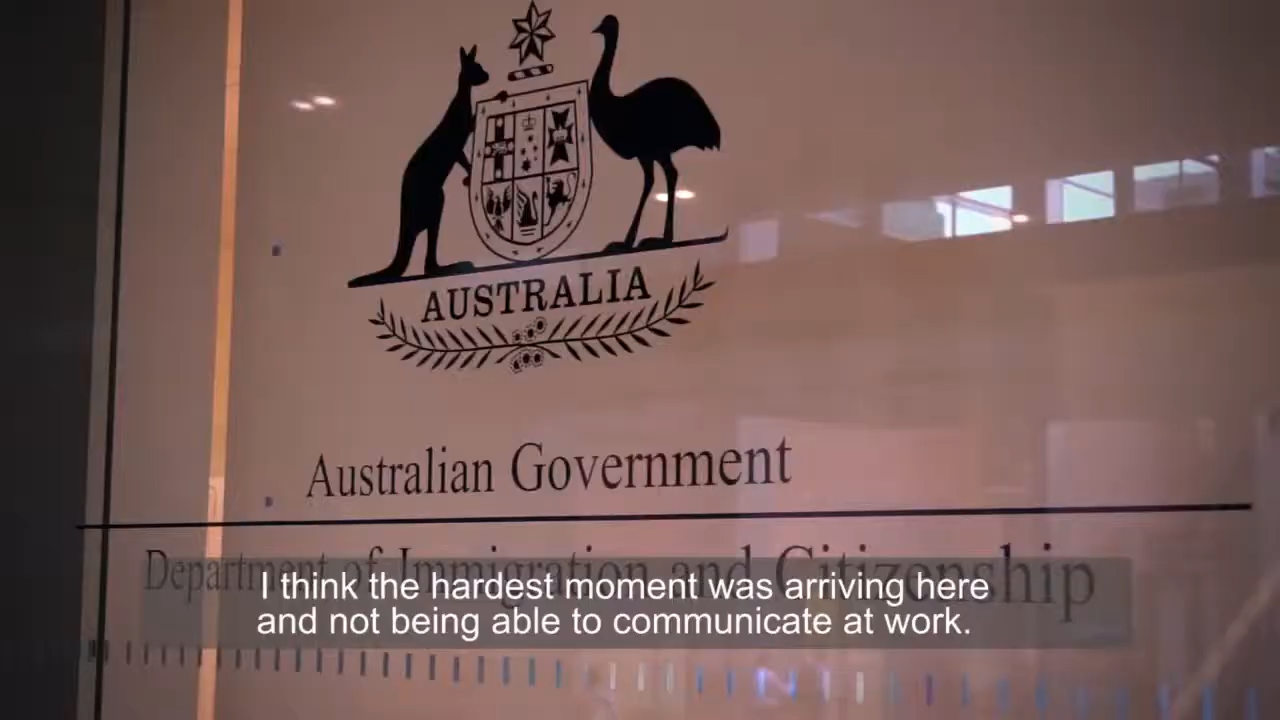 AUSTRALIA
Australian Government
Department of Immigration and Citizenship
I think the hardest moment was arriving here
and not being able to communicate at work.